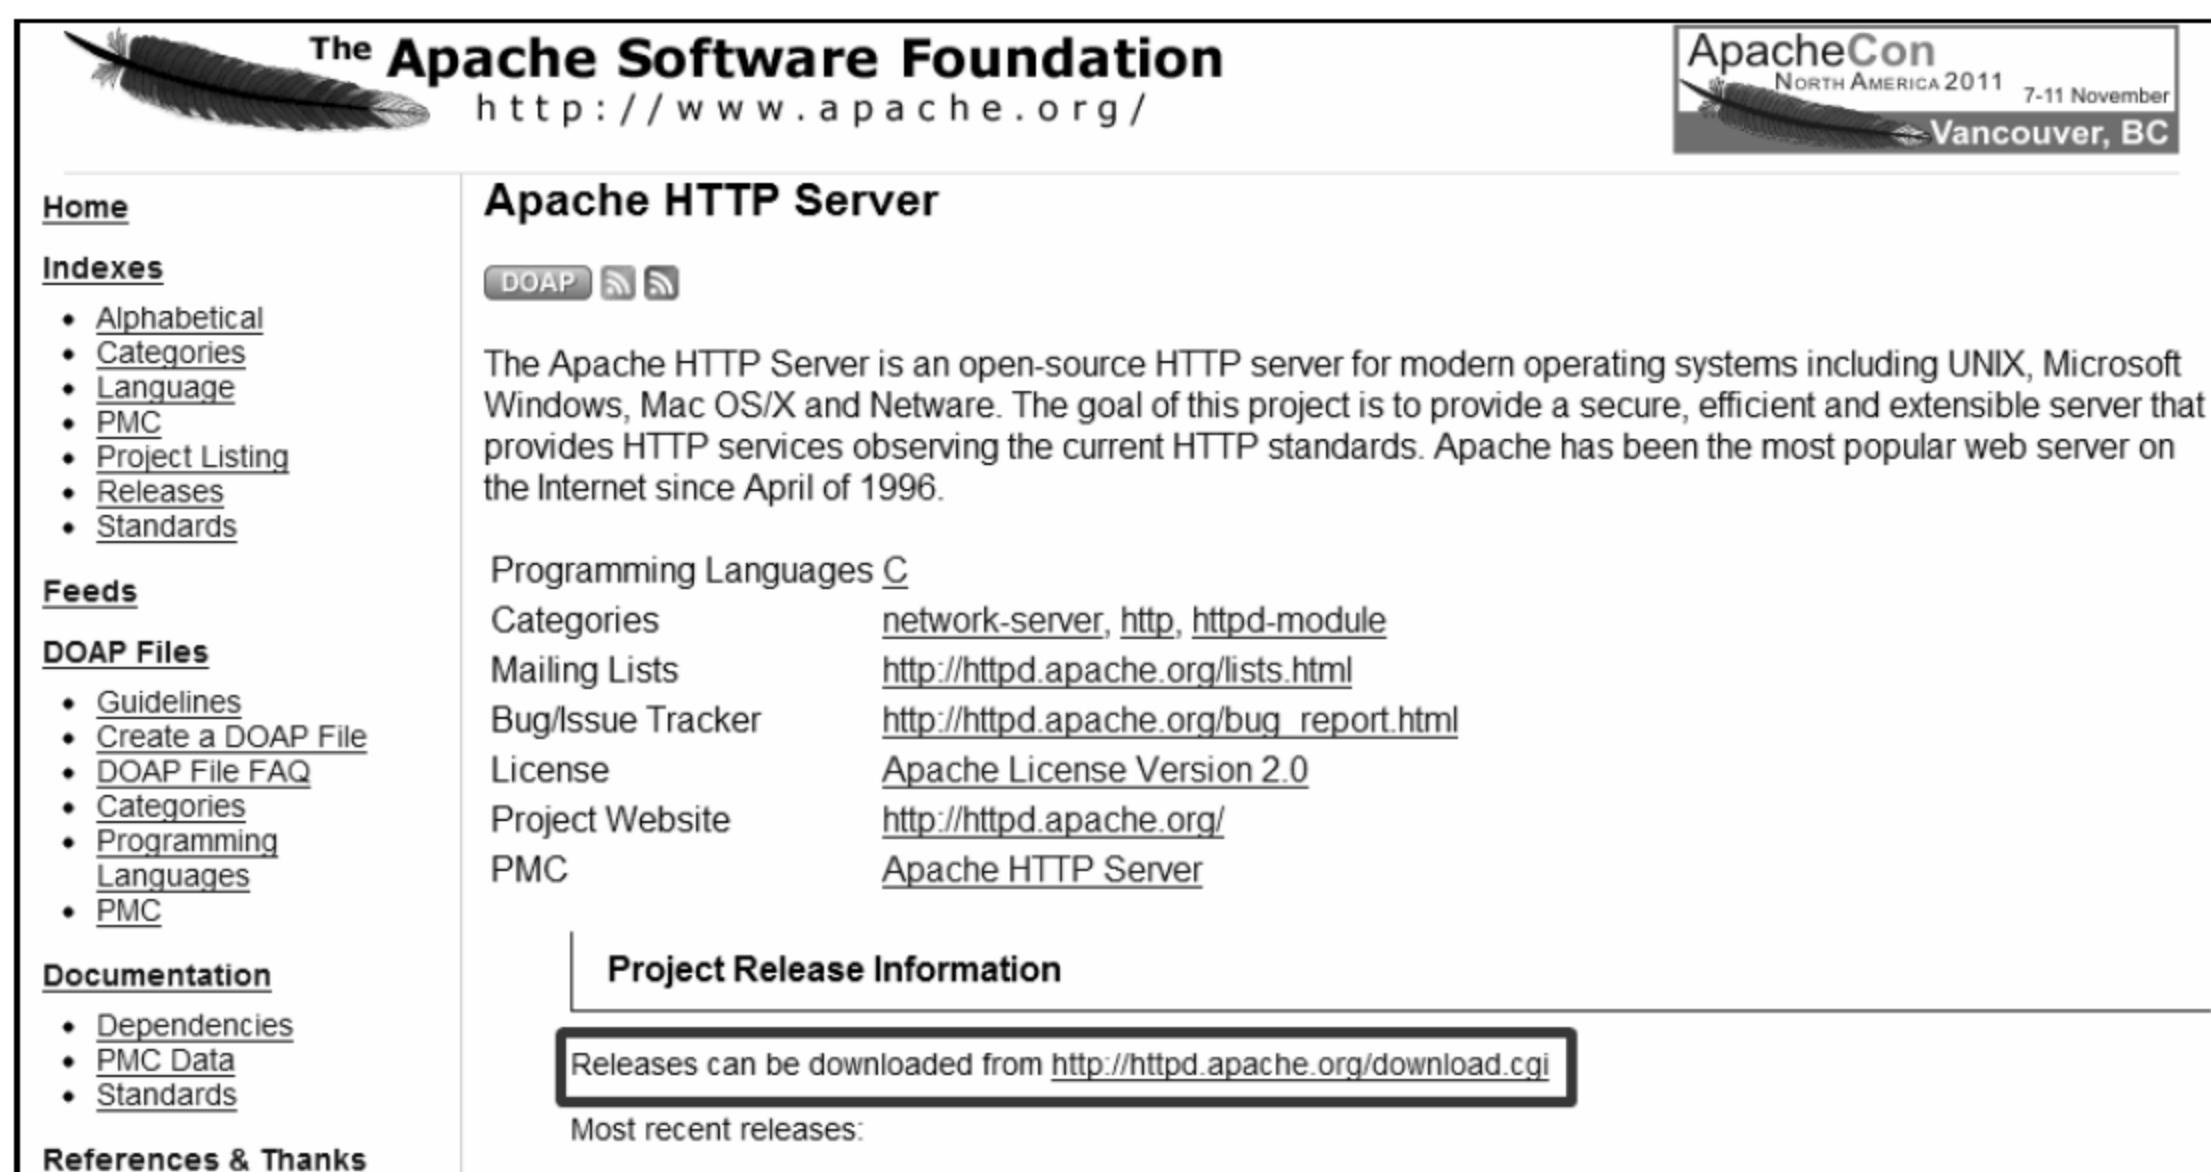 The Apache Software Foundation
http://www.apache.org/
ApacheCon
North America 2011
7-11 November
Vancouver, BC
Home
Indexes
Alphabetical
Categories
Language
PMC
Project Listing
Releases
Standards
Feeds
DOAP Files
Guidelines
Create a DOAP File
DOAP File FAQ
Categories
Programming
Languages
PMC
Documentation
Dependencies
PMC Data
Standards
References & Thanks
Apache HTTP Server
DOAP
The Apache HTTP Server is an open-source HTTP server for modern operating systems including UNIX, Microsoft
Windows, Mac OS/X and Netware. The goal of this project is to provide a secure, efficient and extensible server that
provides HTTP services observing the current HTTP standards. Apache has been the most popular web server on
the Internet since April of 1996.
Programming Languages C
Categories network-server, http, httpd-module
Mailing Lists http://httpd.apache.org/lists.html
Bug/Issue Tracker http://httpd.apache.org/bug_report.html
License Apache License Version 2.0
Project Website http://httpd.apache.org/
PMC Apache HTTP Server
Project Release Information
Releases can be downloaded from http://httpd.apache.org/download.cgi
Most recent releases: